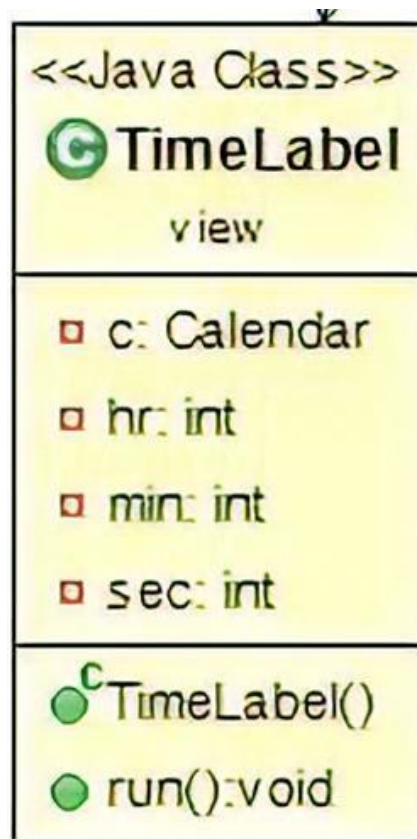 <<Java Class>>
C TimeLabel
view
c: Calendar
hr: int
min: int
sec: int
C TimeLabel()
run():void